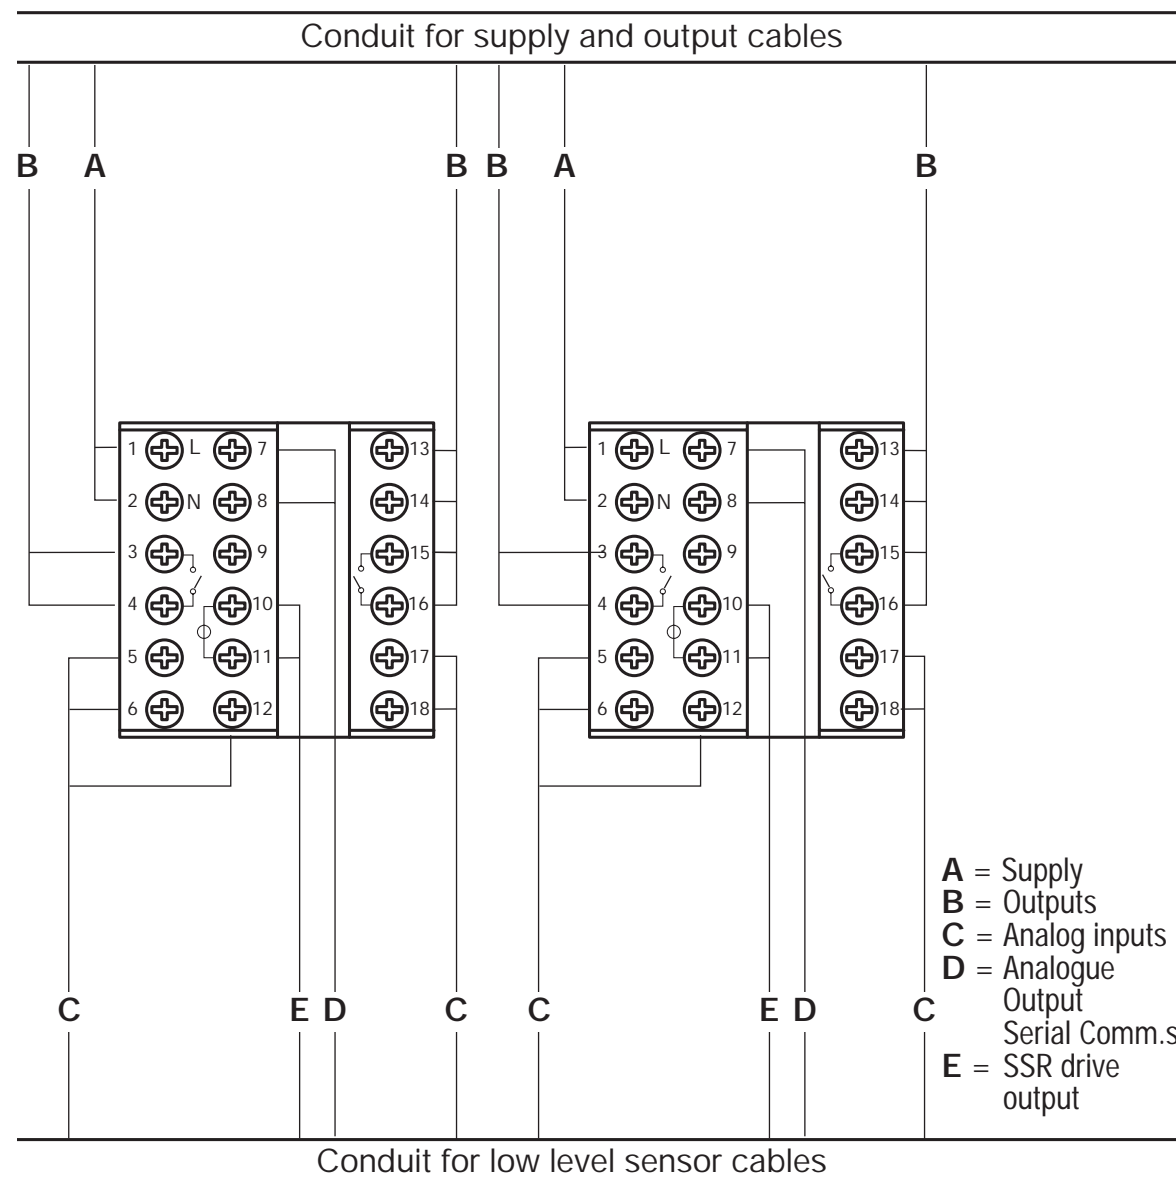 Conduit for supply and output cables
B A B B A B
1 L 7 13 1 L 7 13
2 N 8 14 2 N 8 14
3 9 15 3 9 15
4 10 16 4 10 16
5 11 17 5 11 17
6 12 18 6 12 18
A = Supply
B = Outputs
C = Analog inputs
D = Analogue
Output
Serial Comm.s
E = SSR drive
output
C E D C C E D C
Conduit for low level sensor cables